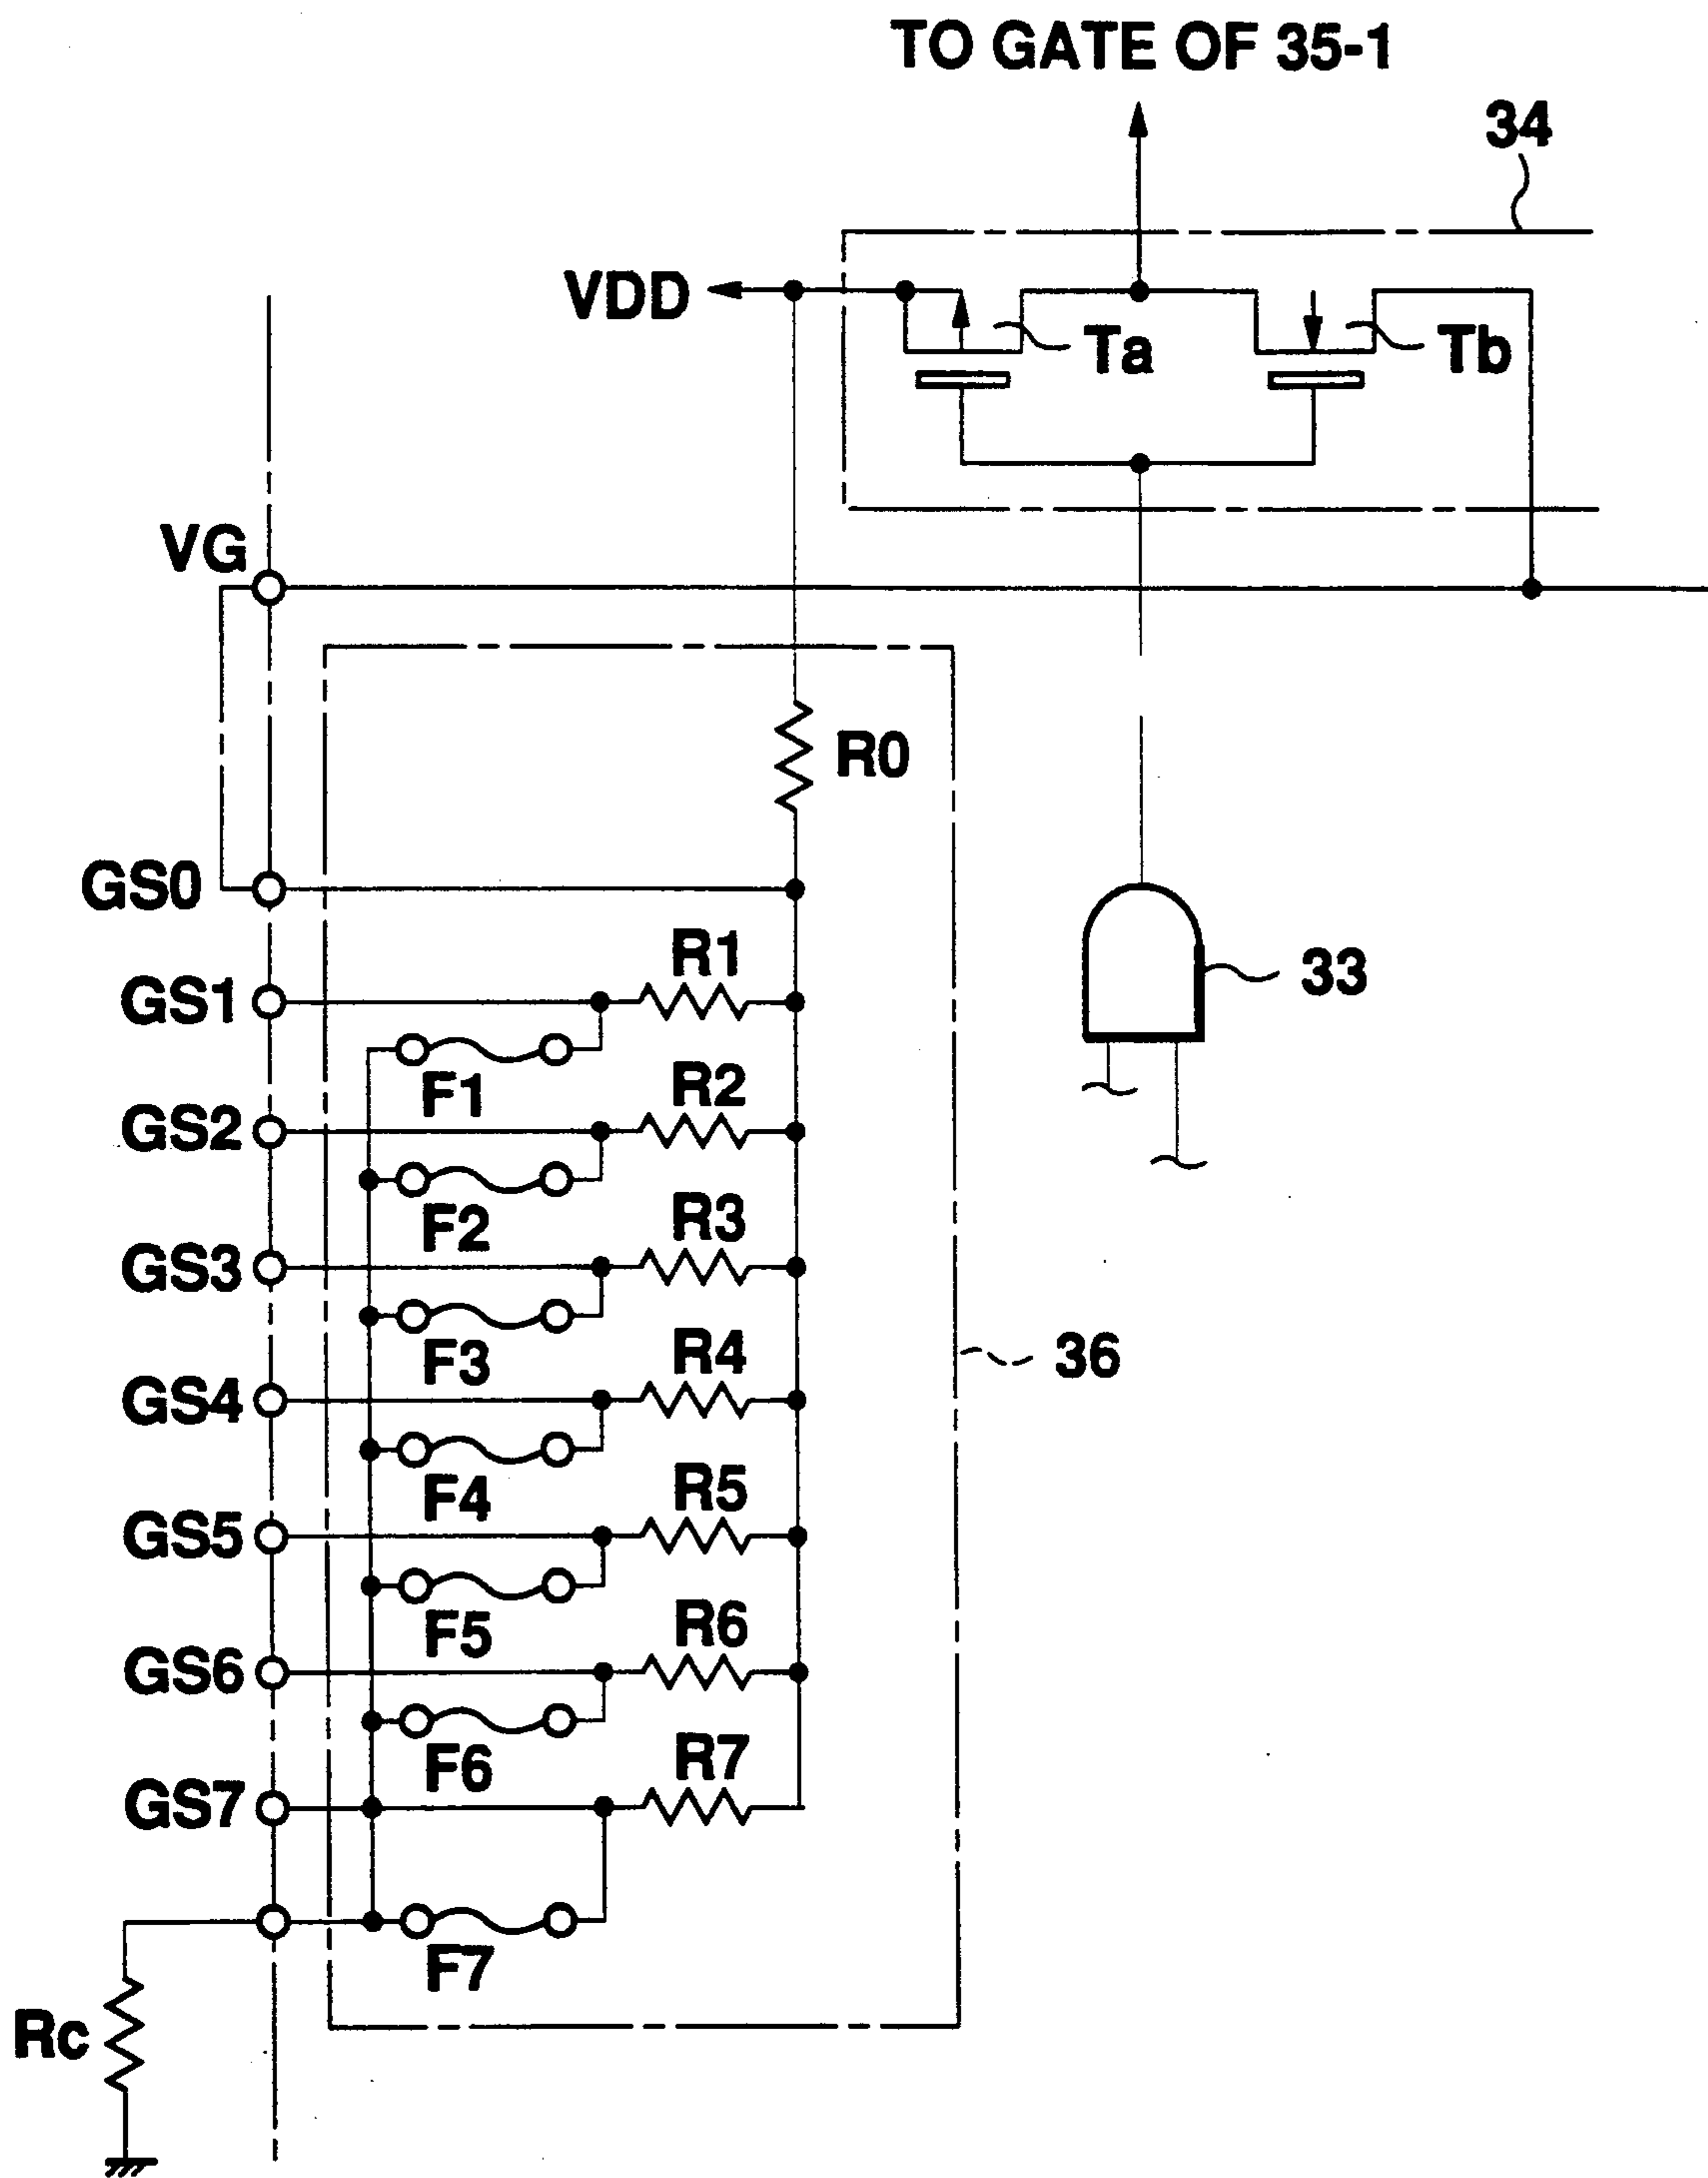 TO GATE OF 35-1
34
VDD
Ta
Tb
VG
R0
GS0
R1
33
GS1
F1
R2
GS2
F2
R3
GS3
F3
R4
36
GS4
F4
R5
GS5
F5
R6
GS6
F6
R7
GS7
F7
Rc